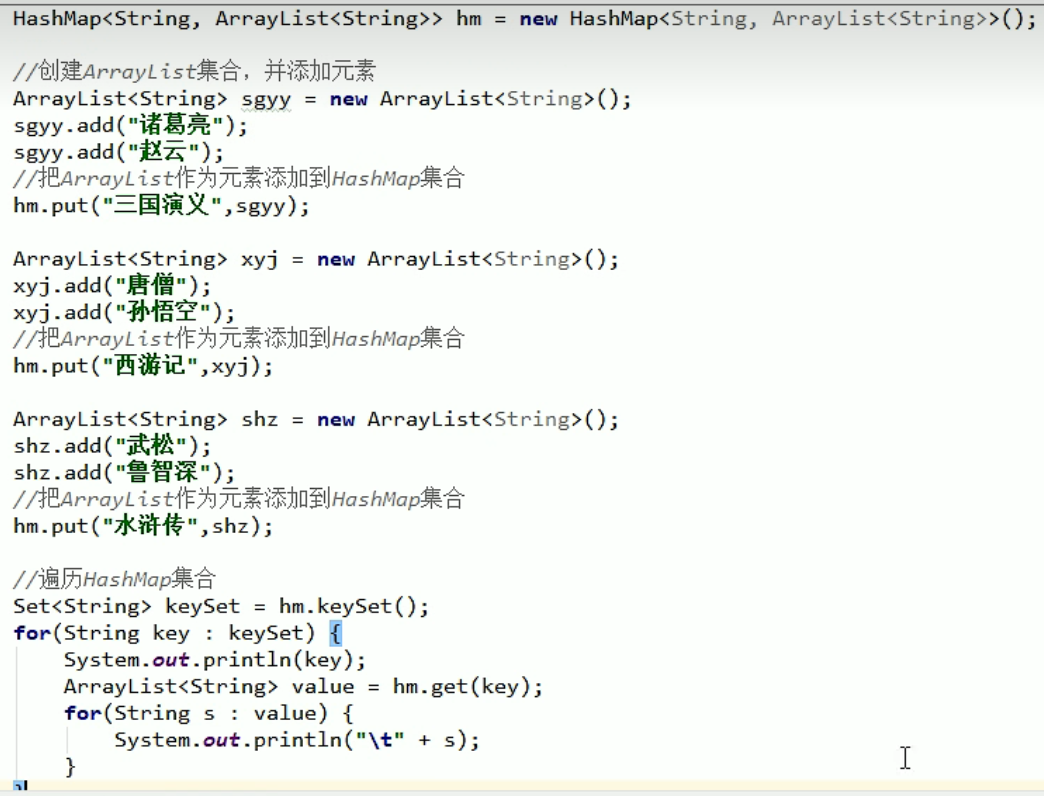 HashMap<String, ArrayList<String>> hm = new HashMap<String, ArrayList<String>>();
//创建ArrayList集合，并添加元素
ArrayList<String> sgyy = new ArrayList<String>();
sgyy.add("诸葛亮");
sgyy.add("赵云");
//把ArrayList作为元素添加到HashMap集合
hm.put("三国演义",sgyy);
ArrayList<String> xyj = new ArrayList<String>();
xyj.add("唐僧");
xyj.add("孙悟空");
//把ArrayList作为元素添加到HashMap集合
hm.put("西游记",xyj);
ArrayList<String> shz = new ArrayList<String>();
shz.add("武松");
shz.add("鲁智深");
//把ArrayList作为元素添加到HashMap集合
hm.put("水浒传",shz);
//遍历HashMap集合
Set<String> keySet = hm.keySet();
for(String key : keySet) {
    System.out.println(key);
    ArrayList<String> value = hm.get(key);
    for(String s : value) {
        System.out.println("\t" + s);
    }
}